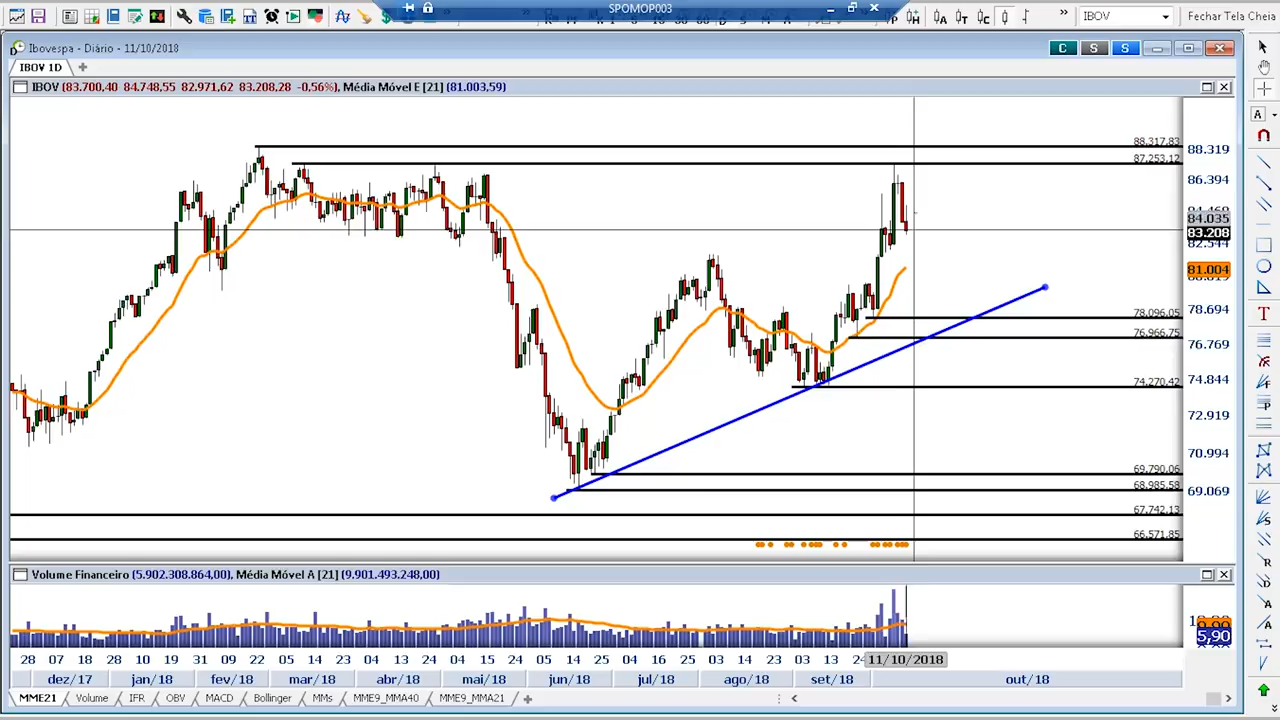 SPOMOP003
IBOV
Fechar Tela Cheia
Ibovespa - Diário - 11/10/2018
C S S
IBOV 1D
IBOV (83.700,40 84.748,55 82.971,62 83.208,28 -0,56%), Média Móvel E [21] (81.003,59)
88.317.83
88.319
87.253.12
86.394
84.035
83.208
82.544
81.004
78.096.05
78.694
76.966.75
76.769
74.270.42
74.844
72.919
70.994
69.790.05
68.985.58
69.069
67.742.13
66.571.85
Volume Financeiro (5.902.308.864,00), Média Móvel A [21] (9.901.493.248,00)
5,90
28 07 18 28 10 19 31 09 22 05 14 23 04 13 24 04 15 24 05 14 25 04 16 25 03 14 23 03 13 11/10/2018
dez/17 jan/18 fev/18 mar/18 abr/18 mai/18 jun/18 jul/18 ago/18 set/18 out/18
MME21 Volume IFR OBV MACD Bollinger MMs MME9_MMA40 MME9_MMA21